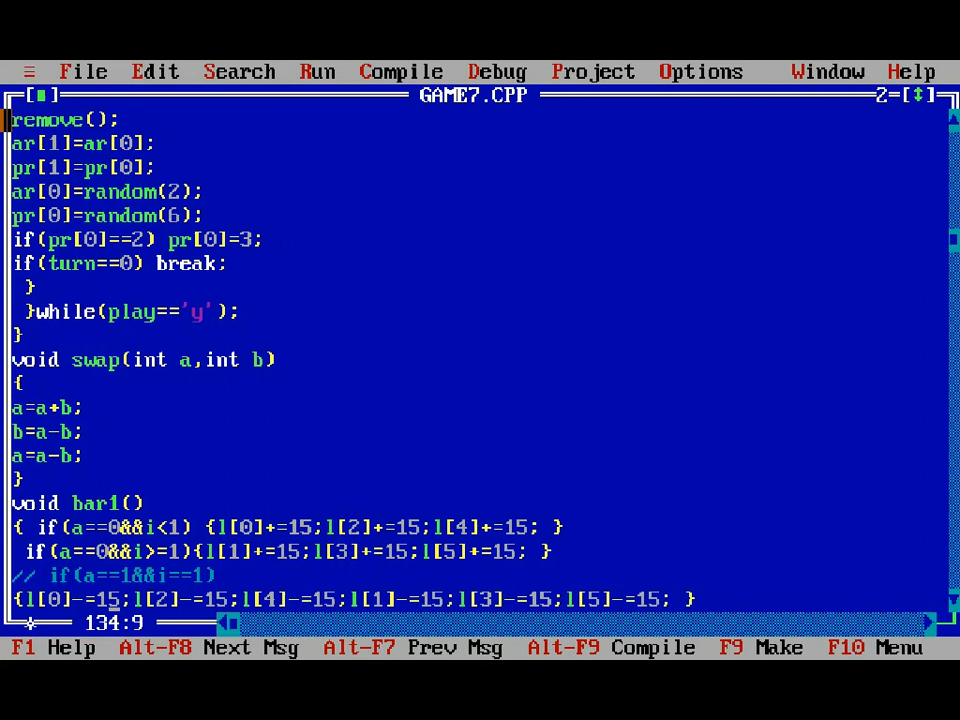 ≡ File Edit Search Run Compile Debug Project Options Window Help
[■] GAME7.CPP 2=[↕]
remove();
ar[1]=ar[0];
pr[1]=pr[0];
ar[0]=random(2);
pr[0]=random(6);
if(pr[0]==2) pr[0]=3;
if(turn==0) break;
}
}while(play=='y');
}
void swap(int a,int b)
{
a=a+b;
b=a-b;
a=a-b;
}
void bar1()
{ if(a==0&&i<1) {l[0]+=15;l[2]+=15;l[4]+=15; }
if(a==0&&i>=1){l[1]+=15;l[3]+=15;l[5]+=15; }
// if(a==1&&i==1)
{l[0]-=15;l[2]-=15;l[4]-=15;l[1]-=15;l[3]-=15;l[5]-=15; }
134:9
F1 Help Alt-F8 Next Msg Alt-F7 Prev Msg Alt-F9 Compile F9 Make F10 Menu